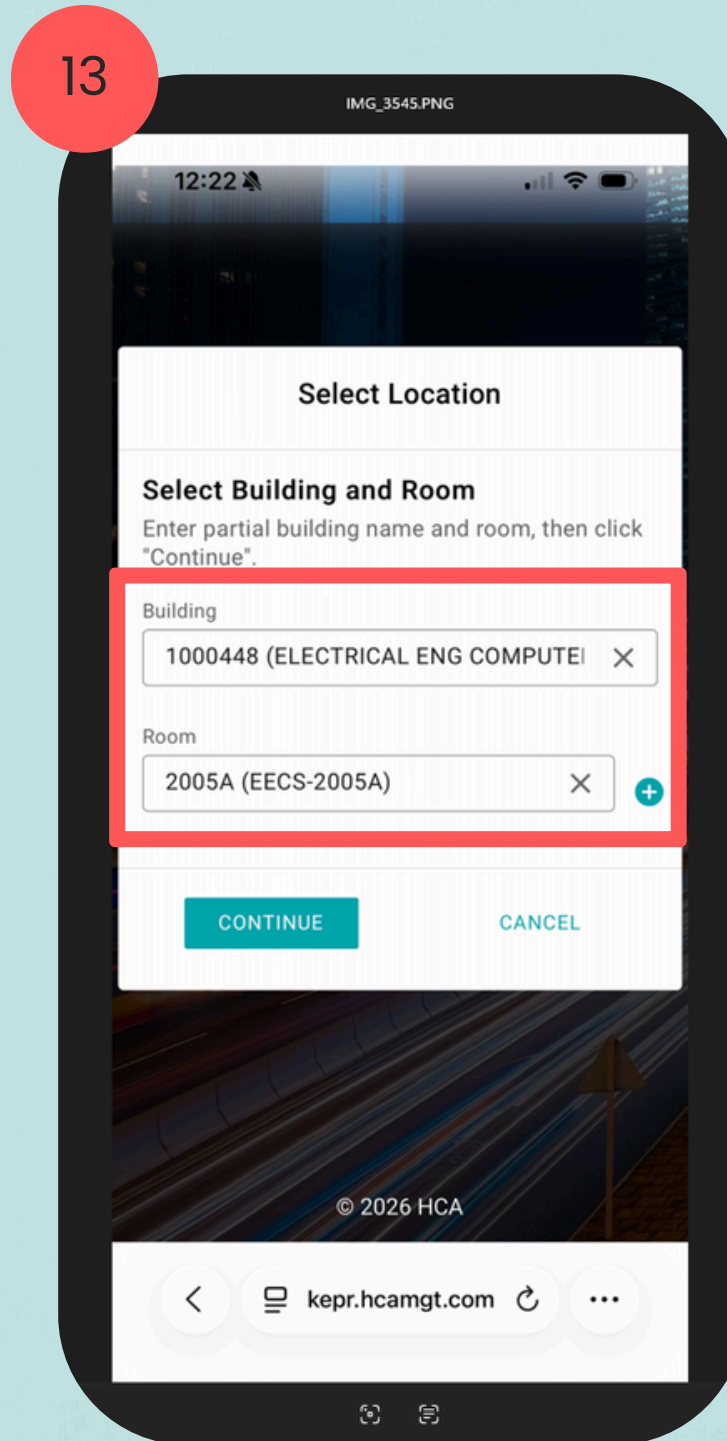 13
IMG_3545.PNG
12:22
Select Location
Select Building and Room
Enter partial building name and room, then click
"Continue".
Building
1000448 (ELECTRICAL ENG COMPUTE
Room
2005A (EECS-2005A)
CONTINUE
CANCEL
© 2026 HCA
kepr.hcamgt.com